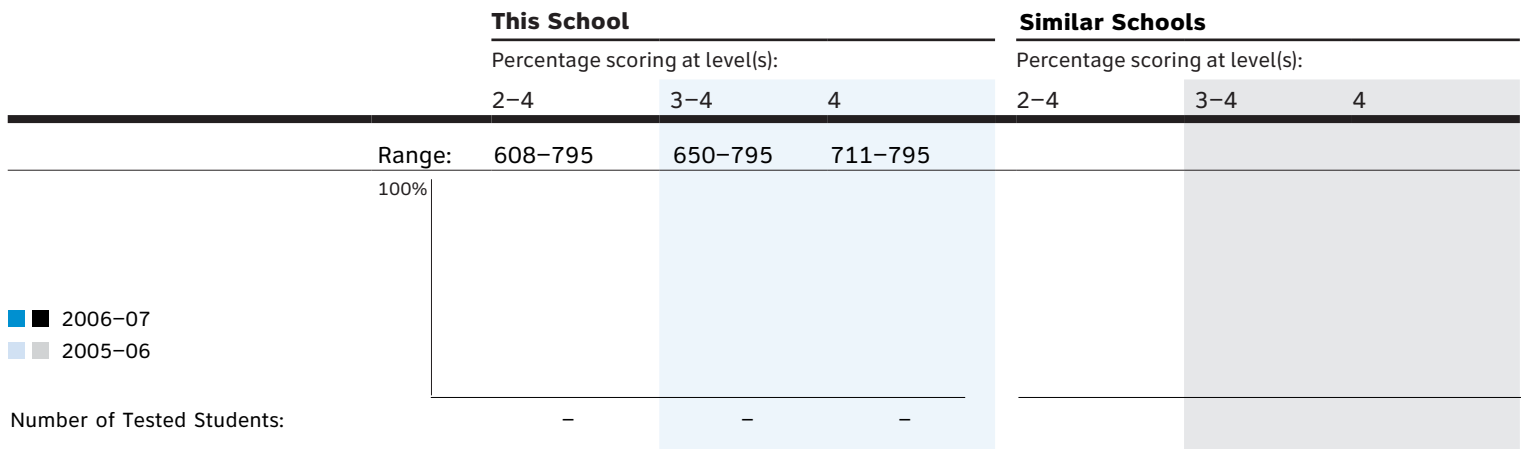 This School Similar Schools
Percentage scoring at level(s): Percentage scoring at level(s):
2–4 3–4 4 2–4 3–4 4
Range: 608–795 650–795 711–795
100%
2006–07
2005–06
Number of Tested Students: – – –